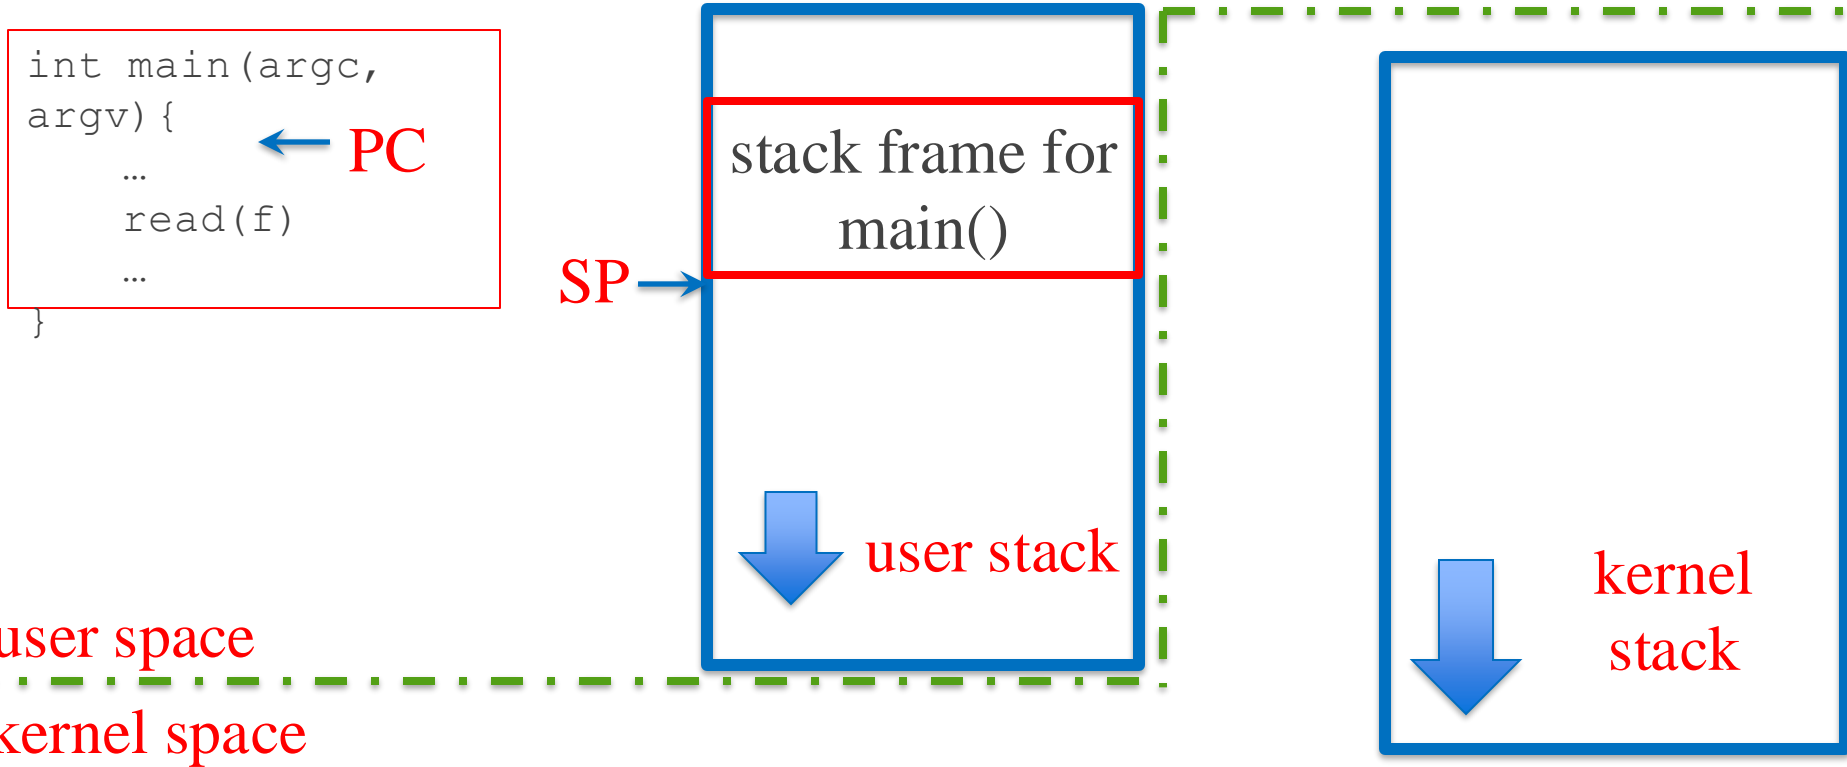 int main(argc,
argv){
PC
…
read(f)
…
}
SP
stack frame for
main()
user stack
kernel
stack
user space
kernel space